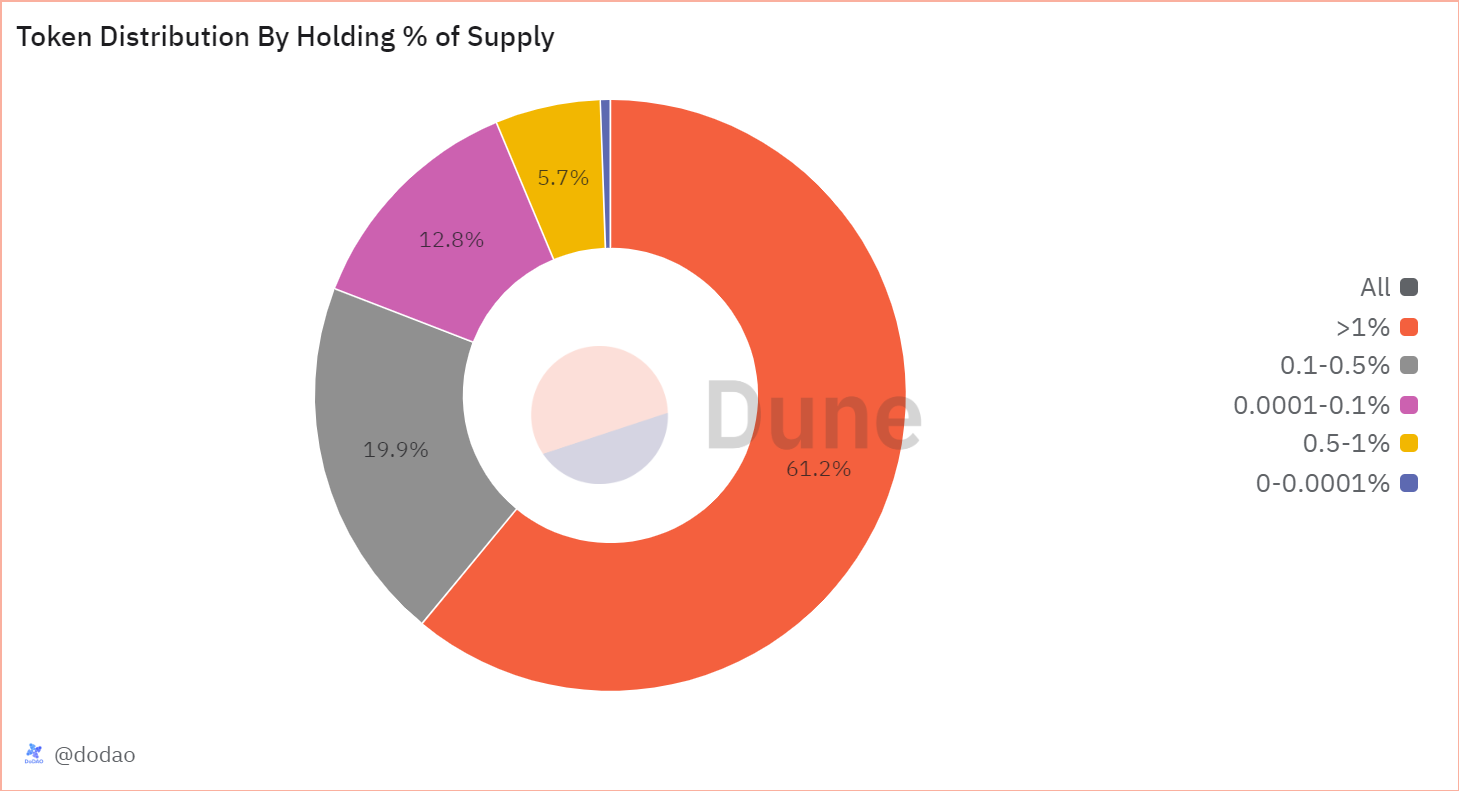 Token Distribution By Holding % of Supply
5.7%
12.8%
19.9%
61.2%
Dune
All
>1%
0.1-0.5%
0.0001-0.1%
0.5-1%
0-0.0001%
DoDAO
@dodao